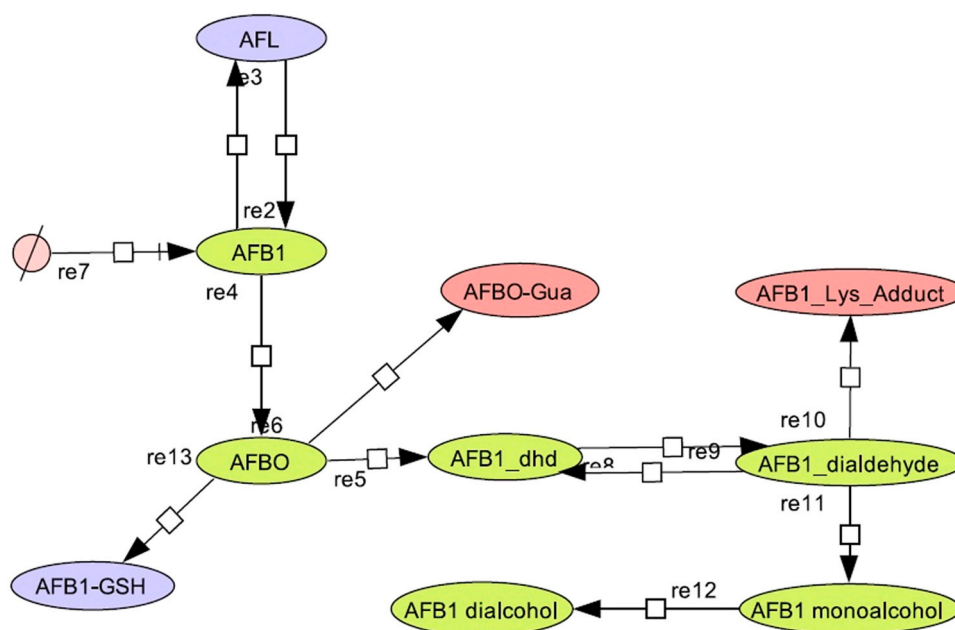 AFL
re3
re2
re7
AFB1
re4
AFBO-Gua
AFB1_Lys_Adduct
re6
re10
re13
AFBO
re5
AFB1_dhd
re8
re9
AFB1_dialdehyde
re11
AFB1-GSH
AFB1 dialcohol
re12
AFB1 monoalcohol